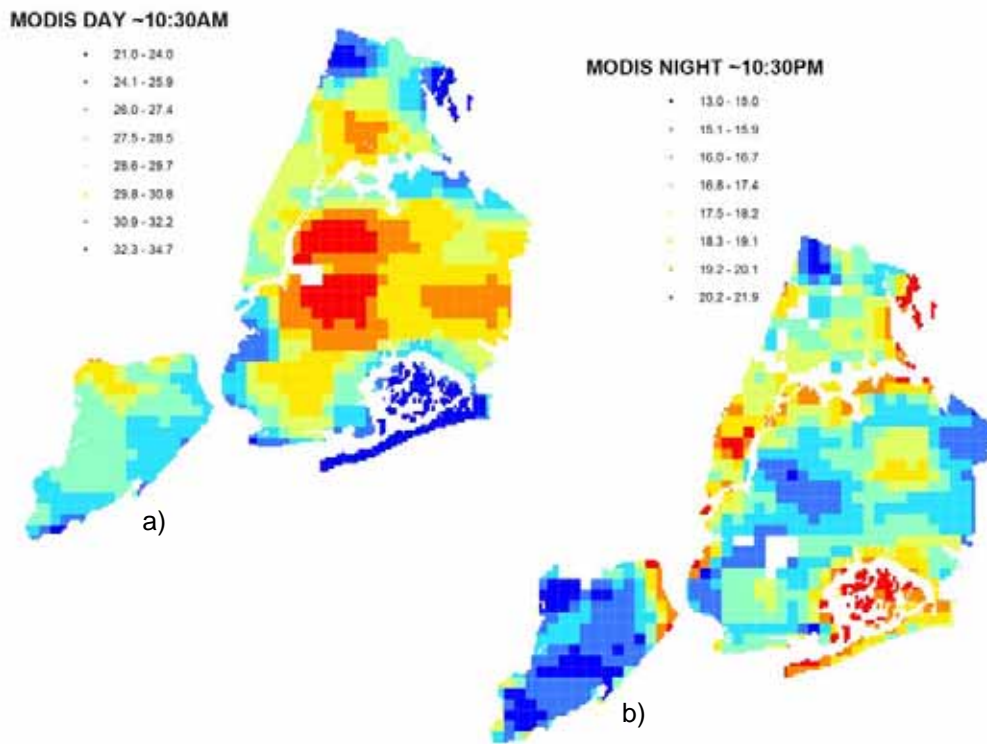 MODIS DAY ~10:30AM
21.0 - 24.0
24.1 - 25.9
26.0 - 27.4
27.5 - 28.5
28.6 - 29.7
29.8 - 30.8
30.9 - 32.2
32.3 - 34.7
a)
MODIS NIGHT ~10:30PM
13.0 - 15.0
15.1 - 15.9
16.0 - 16.7
16.8 - 17.4
17.5 - 18.2
18.3 - 19.1
19.2 - 20.1
20.2 - 21.9
b)